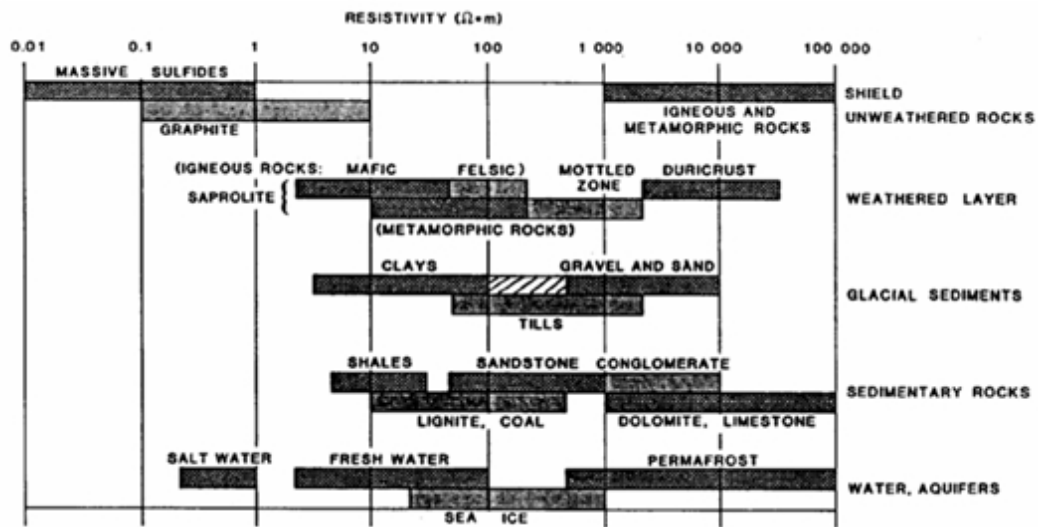 RESISTIVITY (Ω•m)
0.01 0.1 1 10 100 1 000 10 000 100 000
MASSIVE SULFIDES
SHIELD
GRAPHITE
IGNEOUS AND
METAMORPHIC ROCKS
UNWEATHERED ROCKS
(IGNEOUS ROCKS: MAFIC FELSIC) MOTTLED
ZONE DURICRUST
SAPROLITE {
WEATHERED LAYER
(METAMORPHIC ROCKS)
CLAYS GRAVEL AND SAND
GLACIAL SEDIMENTS
TILLS
SHALES SANDSTONE CONGLOMERATE
SEDIMENTARY ROCKS
LIGNITE, COAL DOLOMITE, LIMESTONE
SALT WATER FRESH WATER PERMAFROST
WATER, AQUIFERS
SEA ICE